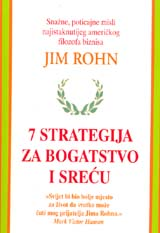 Snažne, poticajne misli
najistaknutijeg američkog
filozofa biznisa
JIM ROHN
7 STRATEGIJA
ZA BOGATSTVO
I SREĆU
»Svijet bi bio bolje mjesto
za život da svatko može
čuti mog prijatelja Jima Rohna.«
Mark Victor Hansen